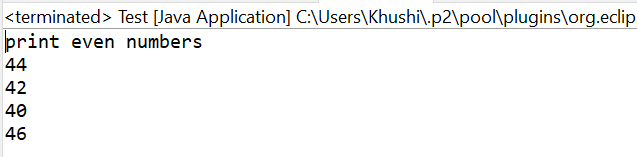 <terminated> Test [Java Application] C:\Users\Khushi\.p2\pool\plugins\org.eclip
print even numbers
44
42
40
46